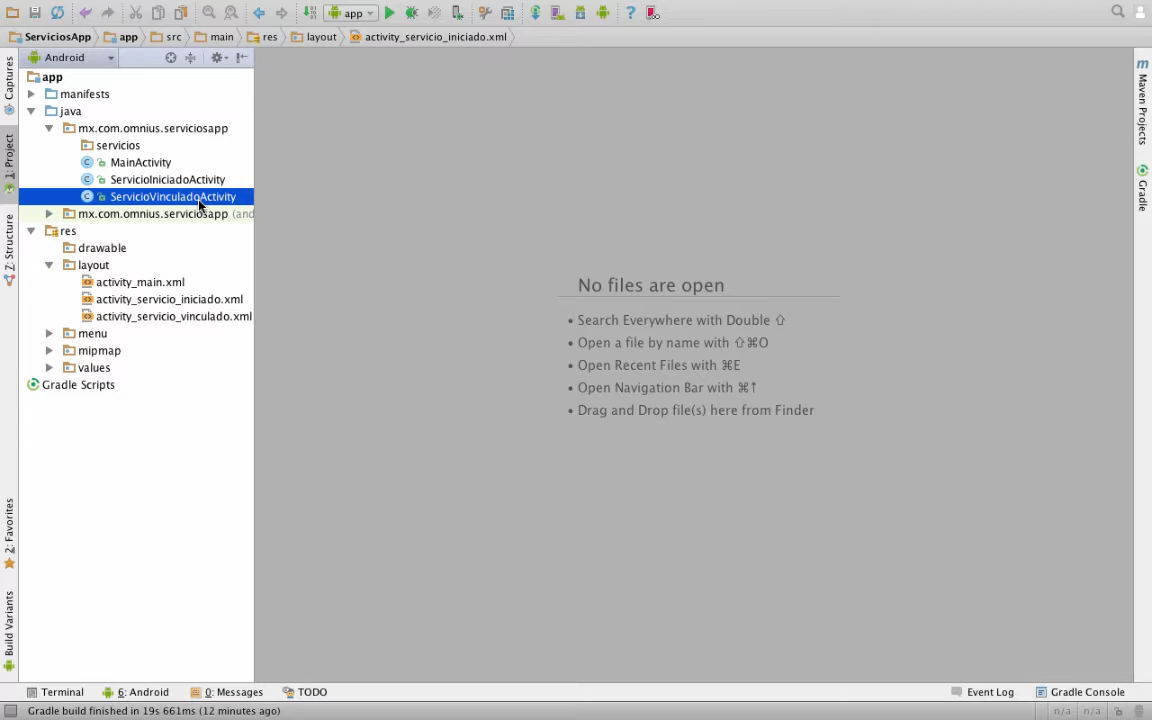 app
ServiciosApp
app
src
main
res
layout
activity_servicio_iniciado.xml
Captures
1: Project
Z: Structure
2: Favorites
Build Variants
Android
app
manifests
java
mx.com.omnius.serviciosapp
servicios
MainActivity
ServicioIniciadoActivity
ServicioVinculadoActivity
mx.com.omnius.serviciosapp (and
res
drawable
layout
activity_main.xml
activity_servicio_iniciado.xml
activity_servicio_vinculado.xml
menu
mipmap
values
Gradle Scripts
No files are open
• Search Everywhere with Double ⇧
• Open a file by name with ⇧⌘O
• Open Recent Files with ⌘E
• Open Navigation Bar with ⌘↑
• Drag and Drop file(s) here from Finder
m
Maven Projects
Gradle
Terminal
6: Android
0: Messages
TODO
Event Log
Gradle Console
Gradle build finished in 19s 661ms (12 minutes ago)
n/a
n/a